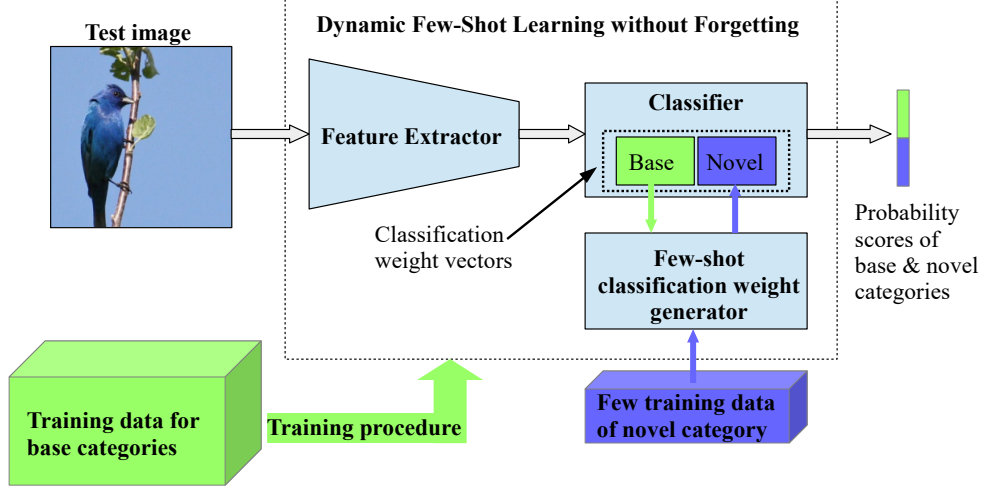 Dynamic Few-Shot Learning without Forgetting
Test image
Feature Extractor
Classifier
Base
Novel
Classification
weight vectors
Few-shot
classification weight
generator
Probability
scores of
base & novel
categories
Training data for
base categories
Training procedure
Few training data
of novel category